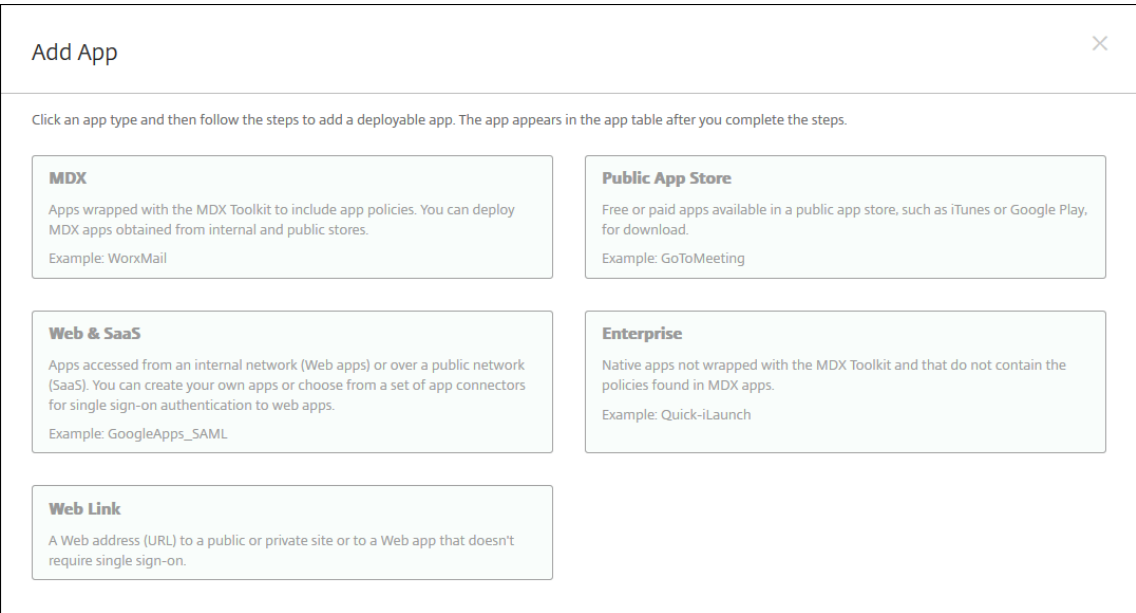 Add App
Click an app type and then follow the steps to add a deployable app. The app appears in the app table after you complete the steps.
MDX
Apps wrapped with the MDX Toolkit to include app policies. You can deploy
MDX apps obtained from internal and public stores.
Example: WorxMail
Public App Store
Free or paid apps available in a public app store, such as iTunes or Google Play,
for download.
Example: GoToMeeting
Web & SaaS
Apps accessed from an internal network (Web apps) or over a public network
(SaaS). You can create your own apps or choose from a set of app connectors
for single sign-on authentication to web apps.
Example: GoogleApps_SAML
Enterprise
Native apps not wrapped with the MDX Toolkit and that do not contain the
policies found in MDX apps.
Example: Quick-iLaunch
Web Link
A Web address (URL) to a public or private site or to a Web app that doesn't
require single sign-on.